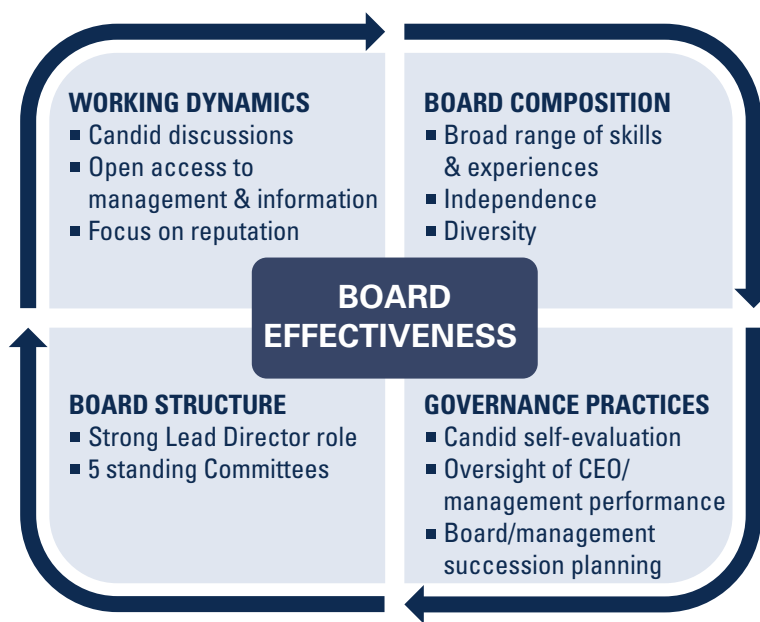 WORKING DYNAMICS
▪ Candid discussions
▪ Open access to
management & information
▪ Focus on reputation
BOARD COMPOSITION
▪ Broad range of skills
& experiences
▪ Independence
▪ Diversity
BOARD
EFFECTIVENESS
BOARD STRUCTURE
▪ Strong Lead Director role
▪ 5 standing Committees
GOVERNANCE PRACTICES
▪ Candid self-evaluation
▪ Oversight of CEO/
management performance
▪ Board/management
succession planning